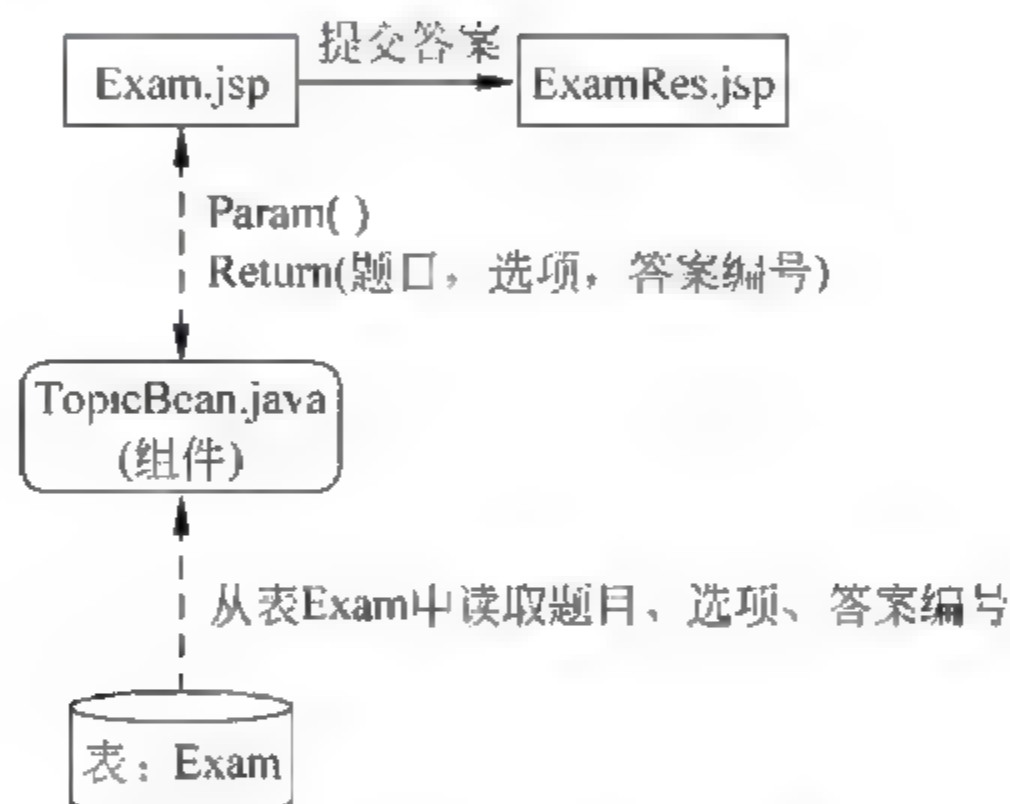 提交答案
Exam.jsp
ExamRes.jsp
Param( )
Return(题目，选项，答案编号)
TopicBean.java
(组件)
从表Exam中读取题目、选项、答案编号
表：Exam